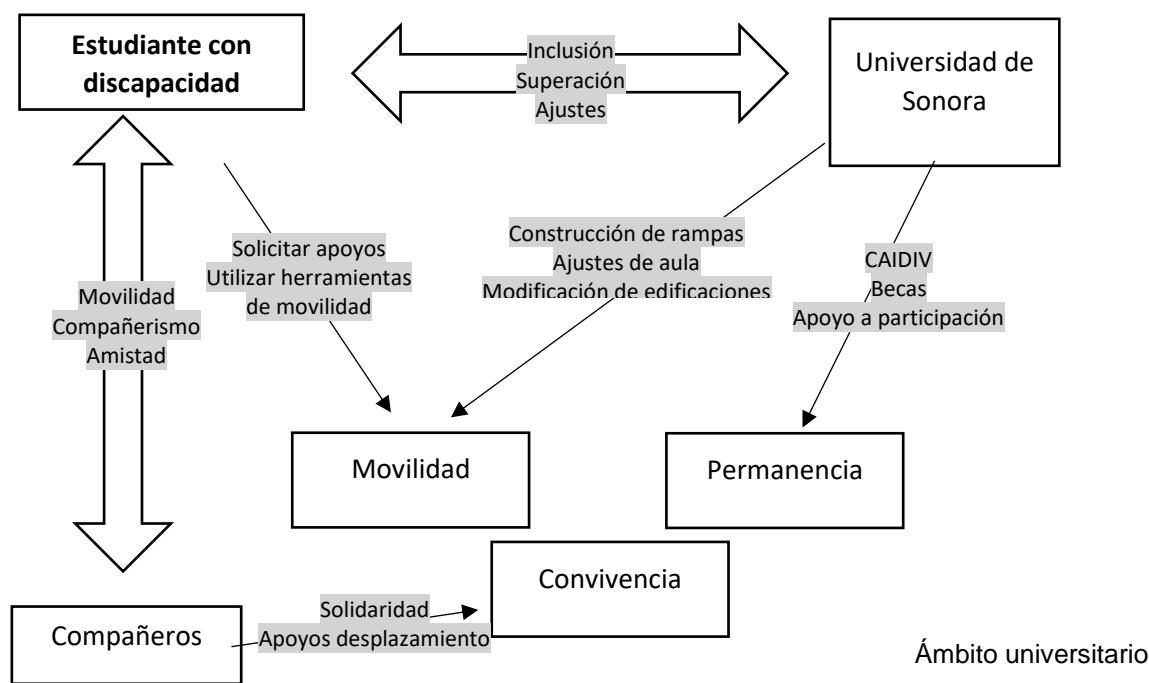 Estudiante con
discapacidad
Inclusión
Superación
Ajustes
Universidad de
Sonora
Solicitar apoyos
Utilizar herramientas
de movilidad
Construcción de rampas
Ajustes de aula
Modificación de edificaciones
CAIDIV
Becas
Apoyo a participación
Movilidad
Compañerismo
Amistad
Movilidad
Permanencia
Convivencia
Compañeros
Solidaridad
Apoyos desplazamiento
Ámbito universitario